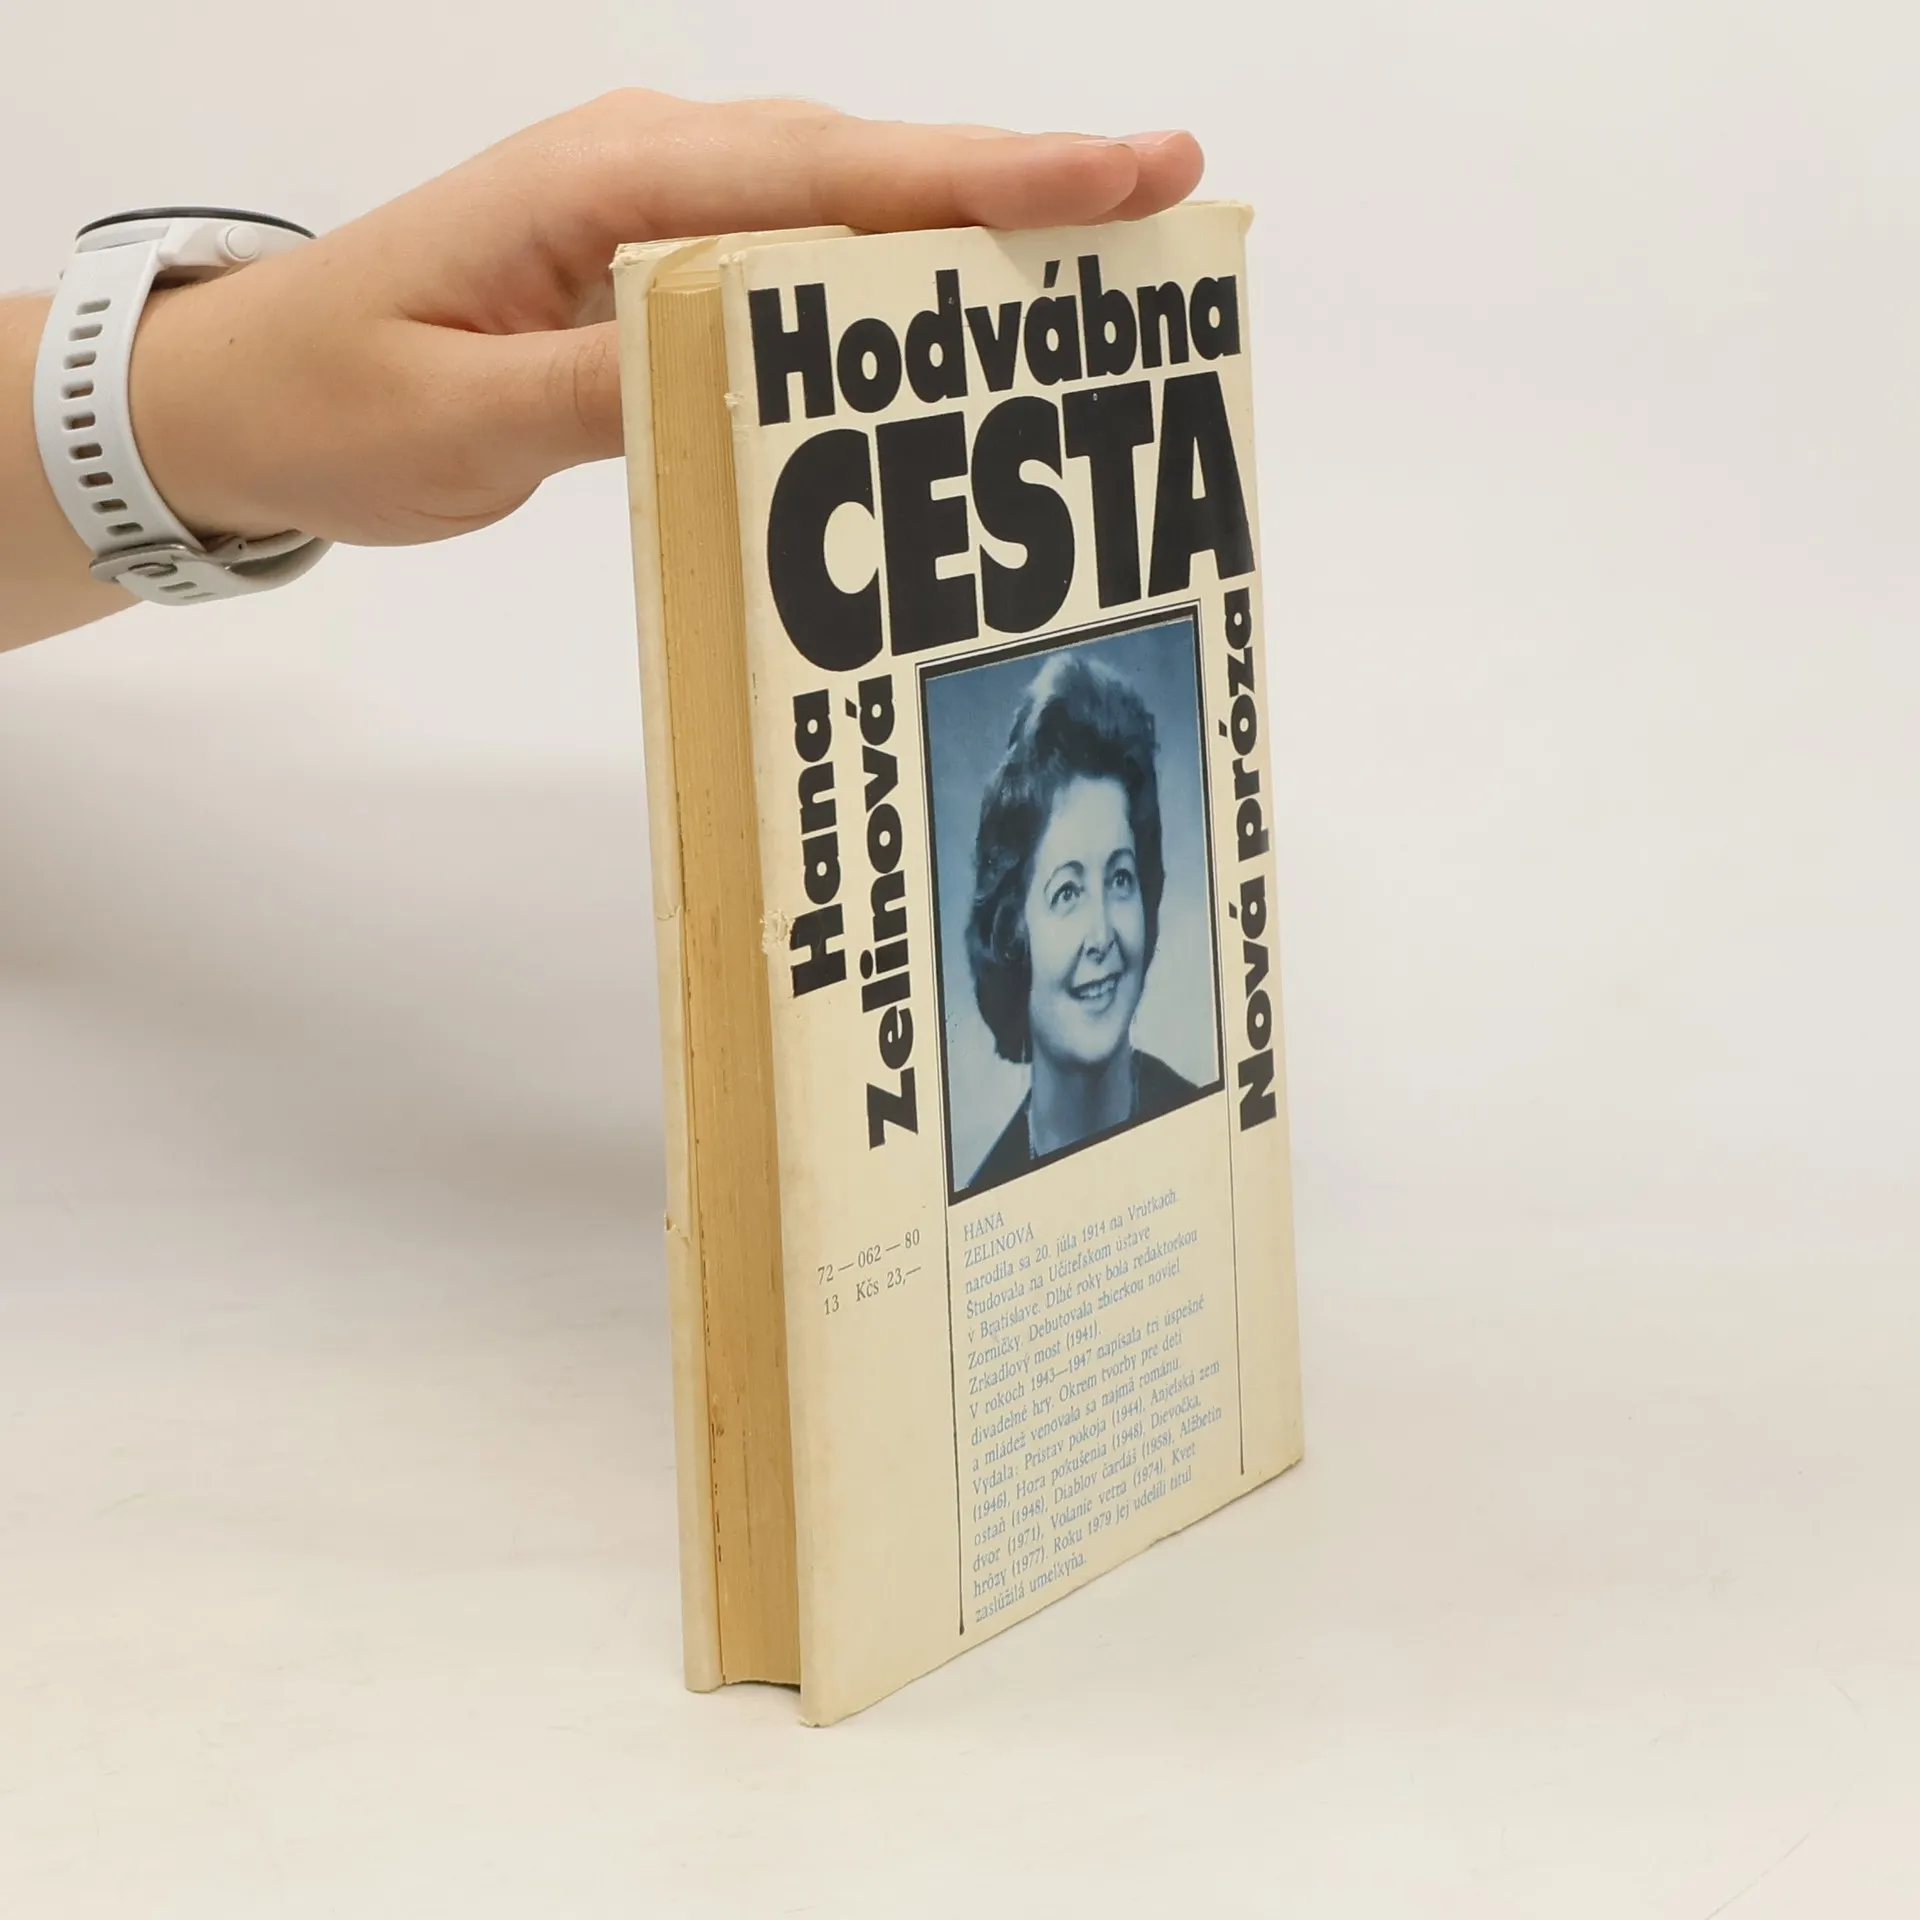 Hodvábna
CESTA
Hana
Zelinová
Nová próza
72 — 062 — 80
13 Kčs 23,—
HANA
ZELINOVÁ
narodila sa 20. júla 1914 na Vrútkach.
Študovala na Učiteľskom ústave
v Bratislave. Dlhé roky bola redaktorkou
Zorničky. Debutovala zbierkou noviel
Zrkadlový most (1941).
V rokoch 1943—1947 napísala tri úspešné
divadelné hry. Okrem tvorby pre deti
a mládež venovala sa najmä románu.
Vydala: Prístav pokoja (1944), Anjelská zem
(1946), Hora pokušenia (1948), Dievočka,
ostaň (1948), Diablov čardáš (1958), Alžbetin
dvor (1971), Volanie vetra (1974), Kvet
hrôzy (1977). Roku 1979 jej udelili titul
zaslúžilá umelkyňa.